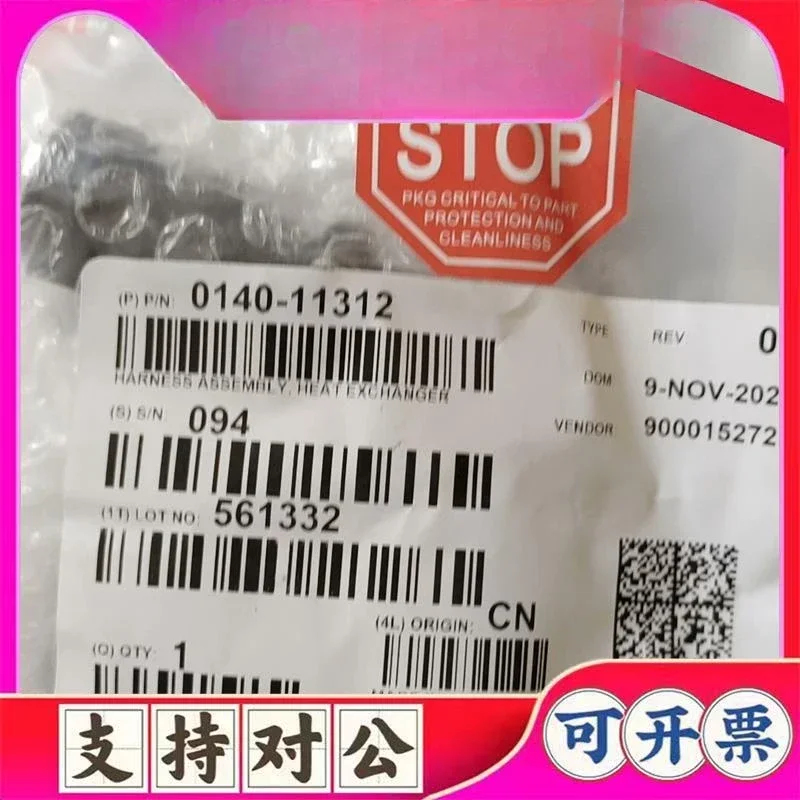 STOP
PKG CRITICAL TO PART
PROTECTION AND
CLEANLINESS
(P) P/N: 0140-11312
HARNESS ASSEMBLY, HEAT EXCHANGER
(S) S/N: 094
(1T) LOT NO: 561332
(Q) QTY: 1
(4L) ORIGIN: CN
TYPE REV 0
DOM 9-NOV-202
VENDOR 900015272
支持对公
可开票